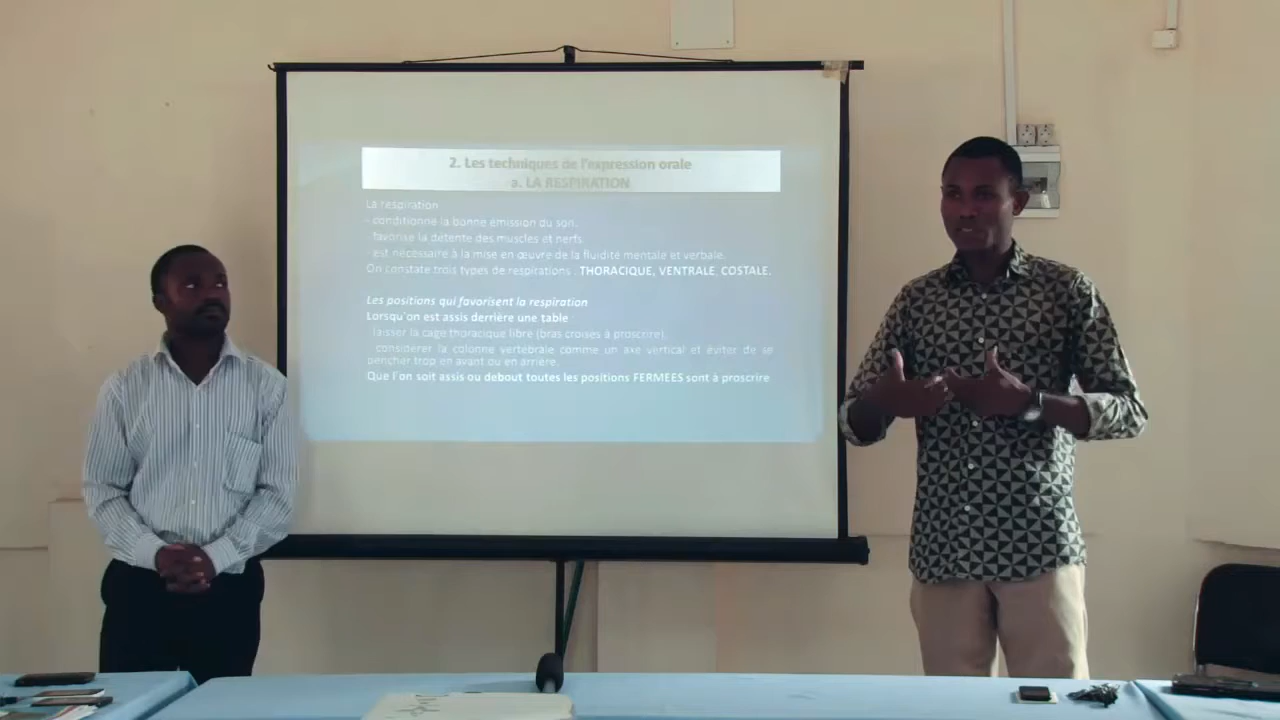 2. Les techniques de l'expression orale
a. LA RESPIRATION
La respiration
- conditionne la bonne émission du son.
favorise la détente des muscles et nerfs.
- est nécessaire à la mise en œuvre de la fluidité mentale et verbale.
On constate trois types de respirations : THORACIQUE, VENTRALE, COSTALE.
Les positions qui favorisent la respiration
Lorsqu'on est assis derrière une table :
laisser la cage thoracique libre (bras croisés à proscrire).
considérer la colonne vertébrale comme un axe vertical et éviter de se
pencher trop en avant ou en arrière.
Que l'on soit assis ou debout toutes les positions FERMEES sont à proscrire